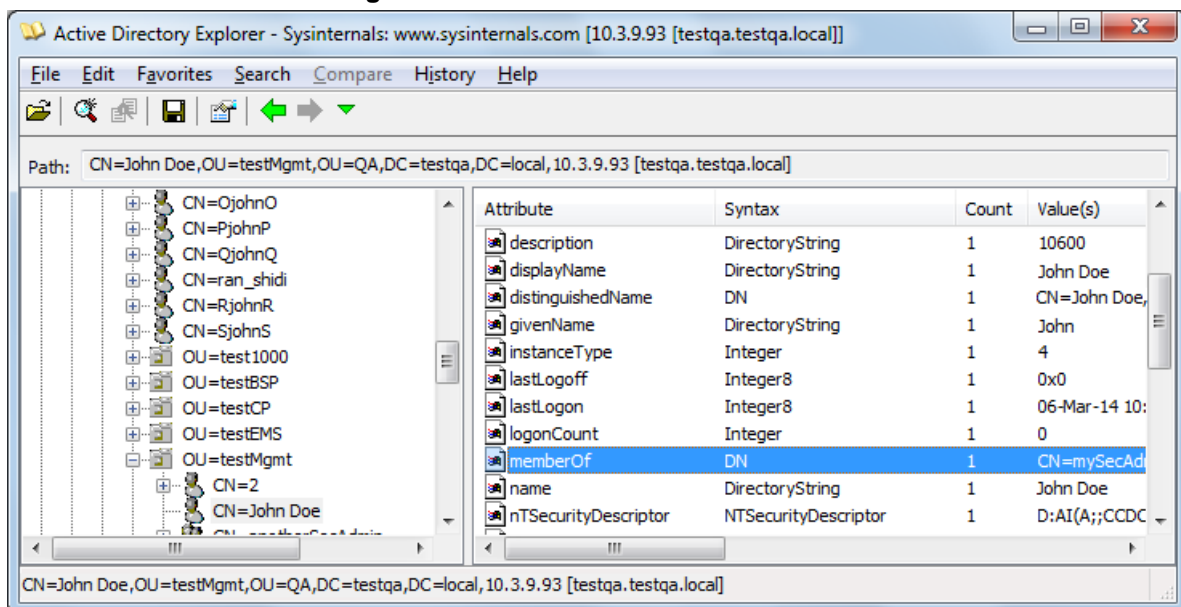 Active Directory Explorer - Sysinternals: www.sysinternals.com [10.3.9.93 [testqa.testqa.local]]
File Edit Favorites Search Compare History Help
Path: CN=John Doe,OU=testMgmt,OU=QA,DC=testqa,DC=local,10.3.9.93 [testqa.testqa.local]
CN=OjohnO
CN=PjohnP
CN=QjohnQ
CN=ran_shidi
CN=RjohnR
CN=SjohnS
OU=test1000
OU=testBSP
OU=testCP
OU=testEMS
OU=testMgmt
CN=2
CN=John Doe
CN=anotherSecAdmin
Attribute Syntax Count Value(s)
description DirectoryString 1 10600
displayName DirectoryString 1 John Doe
distinguishedName DN 1 CN=John Doe,
givenName DirectoryString 1 John
instanceType Integer 1 4
lastLogoff Integer8 1 0x0
lastLogon Integer8 1 06-Mar-14 10:
logonCount Integer 1 0
memberOf DN 1 CN=mySecAd
name DirectoryString 1 John Doe
nTSecurityDescriptor NTSecurityDescriptor 1 D:AI(A;;CCDC
CN=John Doe,OU=testMgmt,OU=QA,DC=testqa,DC=local,10.3.9.93 [testqa.testqa.local]